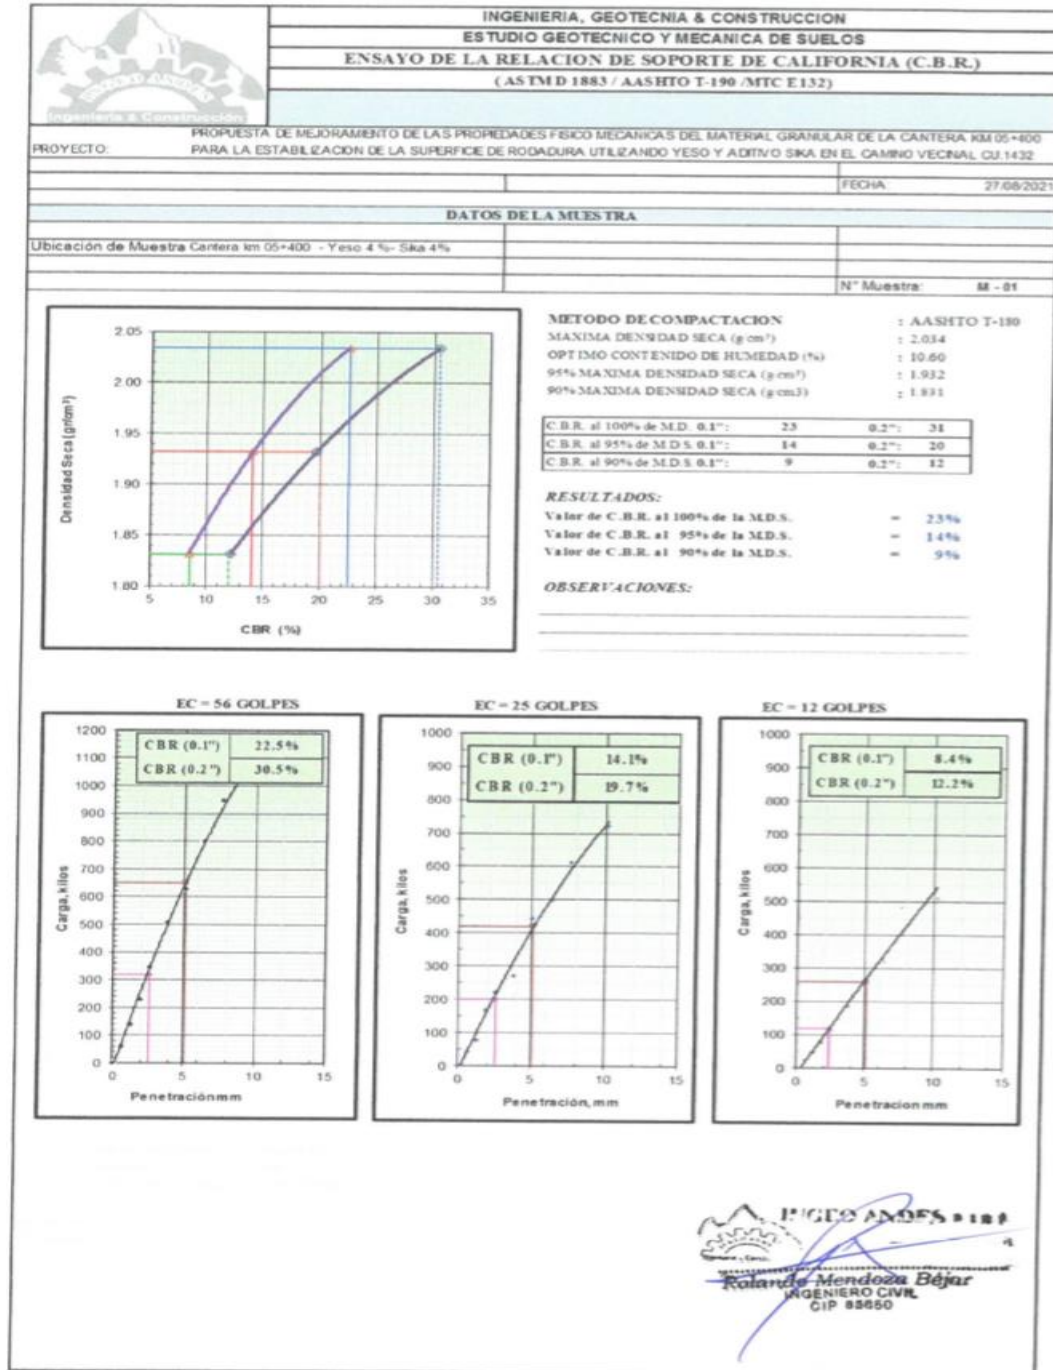 INGENIERIA, GEOTECNIA & CONSTRUCCION
ESTUDIO GEOTECNICO Y MECANICA DE SUELOS
ENSAYO DE LA RELACION DE SOPORTE DE CALIFORNIA (C.B.R.)
(ASTM D 1883 / AASHTO T-190 /MTC E132)
INGEO ANDES
Ingenieria & Construcción
PROYECTO: PROPUESTA DE MEJORAMIENTO DE LAS PROPIEDADES FISICO MECANICAS DEL MATERIAL GRANULAR DE LA CANTERA KM 05+400
PARA LA ESTABILIZACION DE LA SUPERFICIE DE RODADURA UTILIZANDO YESO Y ADITIVO SIKA EN EL CAMINO VECINAL CU.1432
FECHA 27/08/2021
DATOS DE LA MUESTRA
Ubicación de Muestra Cantera km 05+400 - Yeso 4 %- Sika 4%
N° Muestra: M - 01
METODO DE COMPACTACION : AASHTO T-180
MAXIMA DENSIDAD SECA (g cm³) : 2.034
OPTIMO CONTENIDO DE HUMEDAD (%) : 10.60
95% MAXIMA DENSIDAD SECA (g cm³) : 1.932
90% MAXIMA DENSIDAD SECA (g cm3) : 1.831
C.B.R. al 100% de M.D. 0.1": 23 0.2": 31
C.B.R. al 95% de M.D.S. 0.1": 14 0.2": 20
C.B.R. al 90% de M.D.S. 0.1": 9 0.2": 12
RESULTADOS:
Valor de C.B.R. al 100% de la M.D.S. = 23%
Valor de C.B.R. al 95% de la M.D.S. = 14%
Valor de C.B.R. al 90% de la M.D.S. = 9%
OBSERVACIONES:
Densidad Seca (gr/cm³)
2.05
2.00
1.95
1.90
1.85
1.80
5 10 15 20 25 30 35
CBR (%)
EC = 56 GOLPES
CBR (0.1") 22.5%
CBR (0.2") 30.5%
Carga, kilos
1200
1100
1000
900
800
700
600
500
400
300
200
100
0
0 5 10 15
Penetración mm
EC = 25 GOLPES
CBR (0.1") 14.1%
CBR (0.2") 19.7%
Carga, kilos
1000
900
800
700
600
500
400
300
200
100
0
0 5 10 15
Penetración, mm
EC = 12 GOLPES
CBR (0.1") 8.4%
CBR (0.2") 12.2%
Carga, kilos
1000
900
800
700
600
500
400
300
200
100
0
0 5 10 15
Penetracion mm
INGEO ANDES
Rolando Mendoza Béjar
INGENIERO CIVIL
CIP 85650